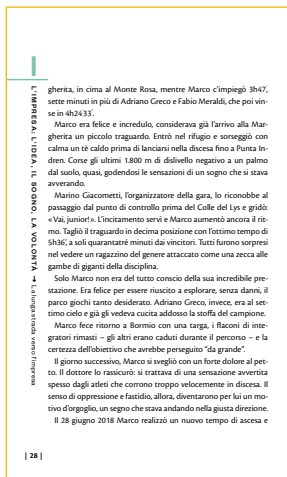 L'IMPRESA: L'IDEA, IL SOGNO, LA VOLONTÀ – La lunga strada verso l'impresa
gherita, in cima al Monte Rosa, mentre Marco c'impiegò 3h47',
sette minuti in più di Adriano Greco e Fabio Meraldi, che poi vin-
se in 4h24'33".
Marco era felice e incredulo, considerava già l'arrivo alla Mar-
gherita un piccolo traguardo. Entrò nel rifugio e sorseggiò con
calma un tè caldo prima di lanciarsi nella discesa fino a Punta In-
dren. Corse gli ultimi 1.800 m di dislivello negativo a un palmo
dal suolo, quasi, godendosi le sensazioni di un sogno che si stava
avverando.
Marino Giacometti, l'organizzatore della gara, lo riconobbe al
passaggio dal punto di controllo prima del Colle del Lys e gridò:
«Vai, junior!». L'incitamento servì e Marco aumentò ancora il rit-
mo. Tagliò il traguardo in decima posizione con l'ottimo tempo di
5h36', a soli quarantatré minuti dai vincitori. Tutti furono sorpresi
nel vedere un ragazzino del genere attaccato come una zecca alle
gambe di giganti della disciplina.
Solo Marco non era del tutto conscio della sua incredibile pre-
stazione. Era felice per essere riuscito a esplorare, senza danni, il
parco giochi tanto desiderato. Adriano Greco, invece, era al set-
timo cielo e già gli vedeva cucita addosso la stoffa del campione.
Marco fece ritorno a Bormio con una targa, i flaconi di inte-
gratori rimasti – gli altri erano caduti durante il percorso – e la
certezza dell'obiettivo che avrebbe perseguito "da grande".
Il giorno successivo, Marco si svegliò con un forte dolore al pet-
to. Il dottore lo rassicurò: si trattava di una sensazione avvertita
spesso dagli atleti che corrono troppo velocemente in discesa. Il
senso di oppressione e fastidio, allora, diventarono per lui un mo-
tivo d'orgoglio, un segno che stava andando nella giusta direzione.
Il 28 giugno 2018 Marco realizzò un nuovo tempo di ascesa e
| 28 |